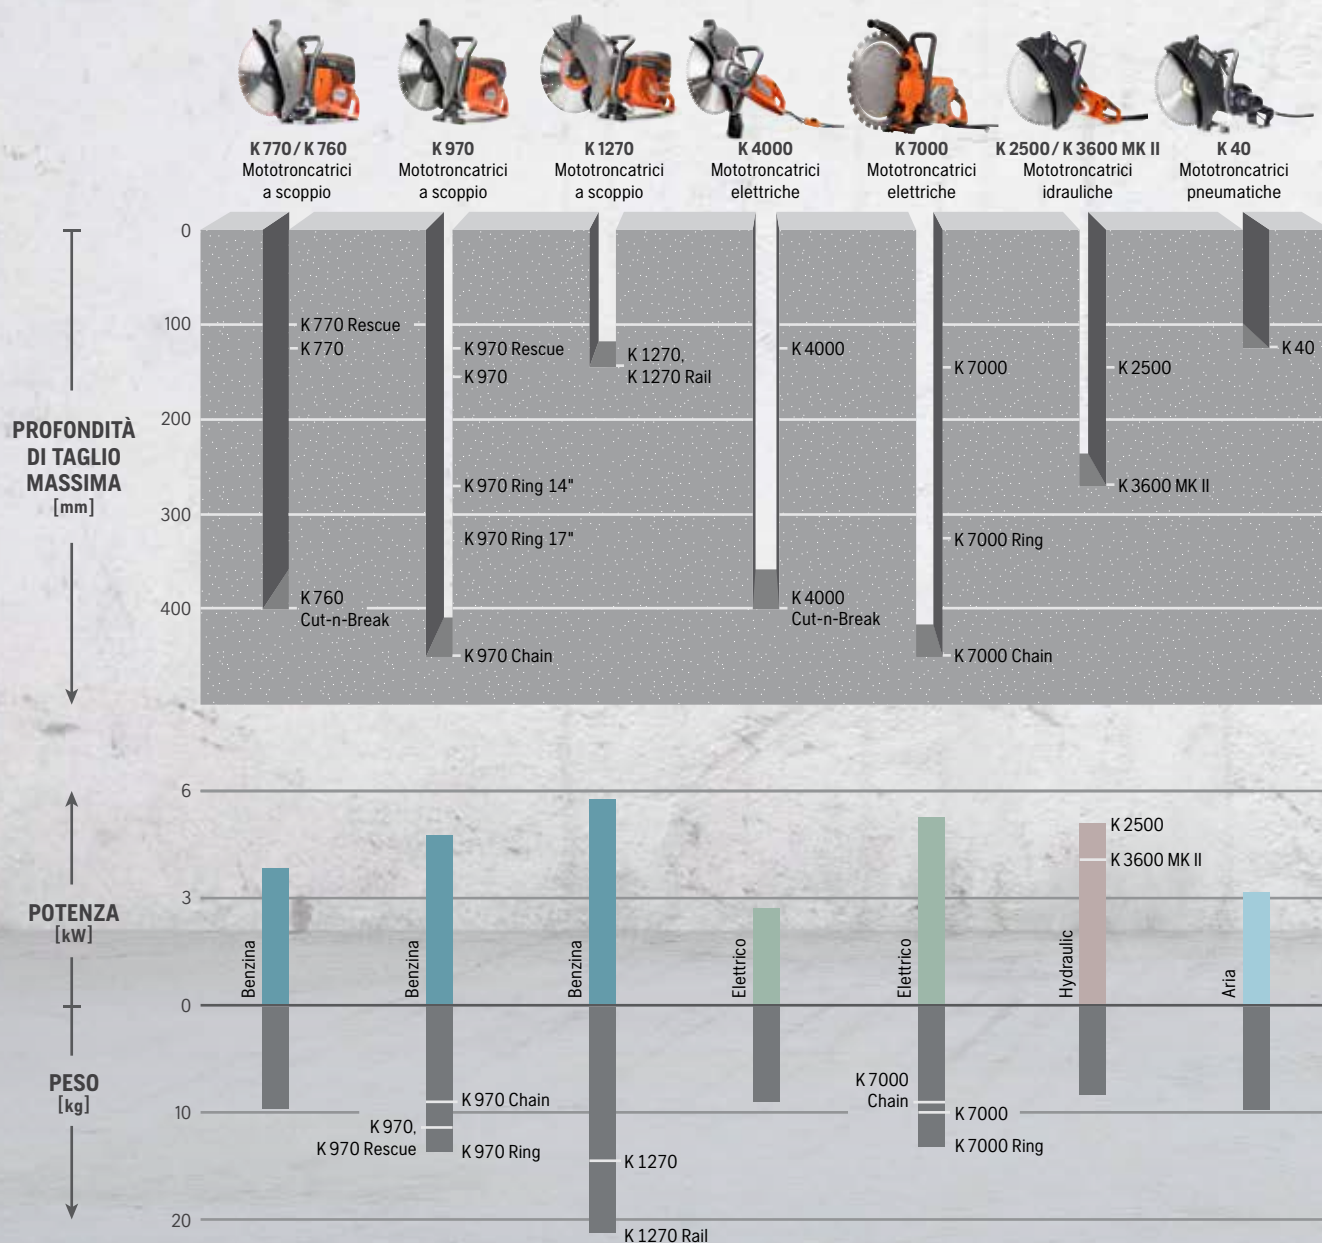 K 770 / K 760
Mototroncatrici
a scoppio
K 970
Mototroncatrici
a scoppio
K 1270
Mototroncatrici
a scoppio
K 4000
Mototroncatrici
elettriche
K 7000
Mototroncatrici
elettriche
K 2500 / K 3600 MK II
Mototroncatrici
idrauliche
K 40
Mototroncatrici
pneumatiche
PROFONDITÀ
DI TAGLIO
MASSIMA
[mm]
0
100
200
300
400
K 770 Rescue
K 770
K 760
Cut-n-Break
K 970 Rescue
K 970
K 970 Ring 14"
K 970 Ring 17"
K 970 Chain
K 1270,
K 1270 Rail
K 4000
K 4000
Cut-n-Break
K 7000
K 7000 Ring
K 7000 Chain
K 2500
K 3600 MK II
K 40
POTENZA
[kW]
6
3
0
Benzina
Benzina
Benzina
Elettrico
Elettrico
Hydraulic
Aria
K 2500
K 3600 MK II
PESO
[kg]
10
20
K 970 Chain
K 970,
K 970 Rescue
K 970 Ring
K 1270
K 1270 Rail
K 7000
Chain
K 7000
K 7000 Ring